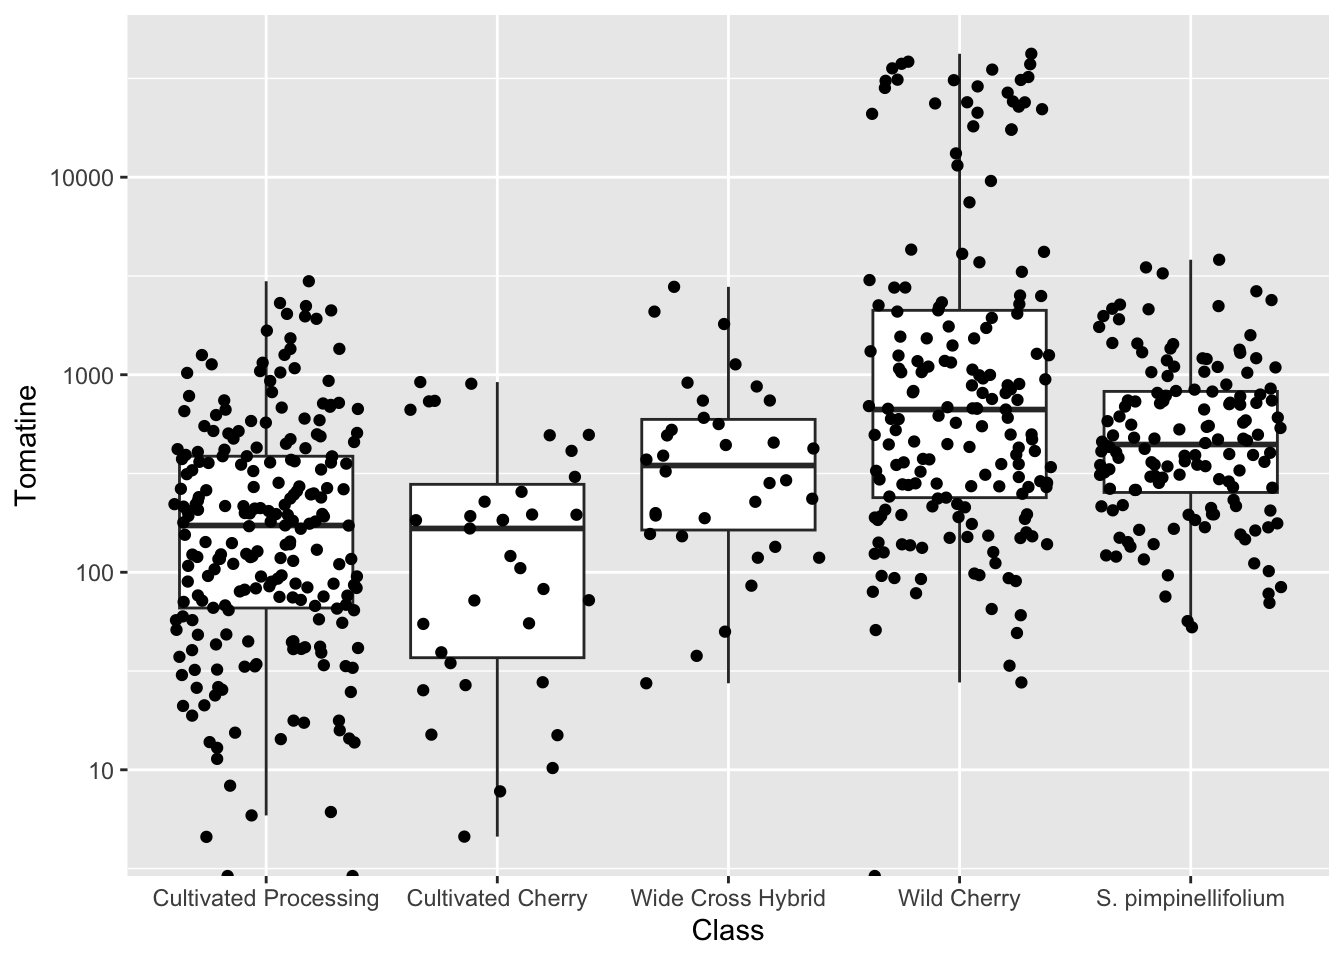 Tomatine
10000
1000
100
10
Cultivated Processing
Cultivated Cherry
Wide Cross Hybrid
Wild Cherry
S. pimpinellifolium
Class